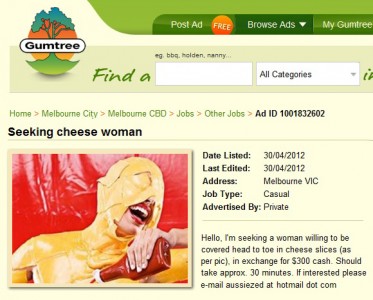 Post Ad FREE Browse Ads ▼ My Gumtree
Gumtree
eg. bbq, holden, nanny...
Find a
All Categories
in
Home > Melbourne City > Melbourne CBD > Jobs > Other Jobs > Ad ID 1001832602
Seeking cheese woman
Date Listed: 30/04/2012
Last Edited: 30/04/2012
Address: Melbourne VIC
Job Type: Casual
Advertised By: Private
Hello, I'm seeking a woman willing to be
covered head to toe in cheese slices (as
per pic), in exchange for $300 cash. Should
take approx. 30 minutes. If interested please
e-mail aussiezed at hotmail dot com